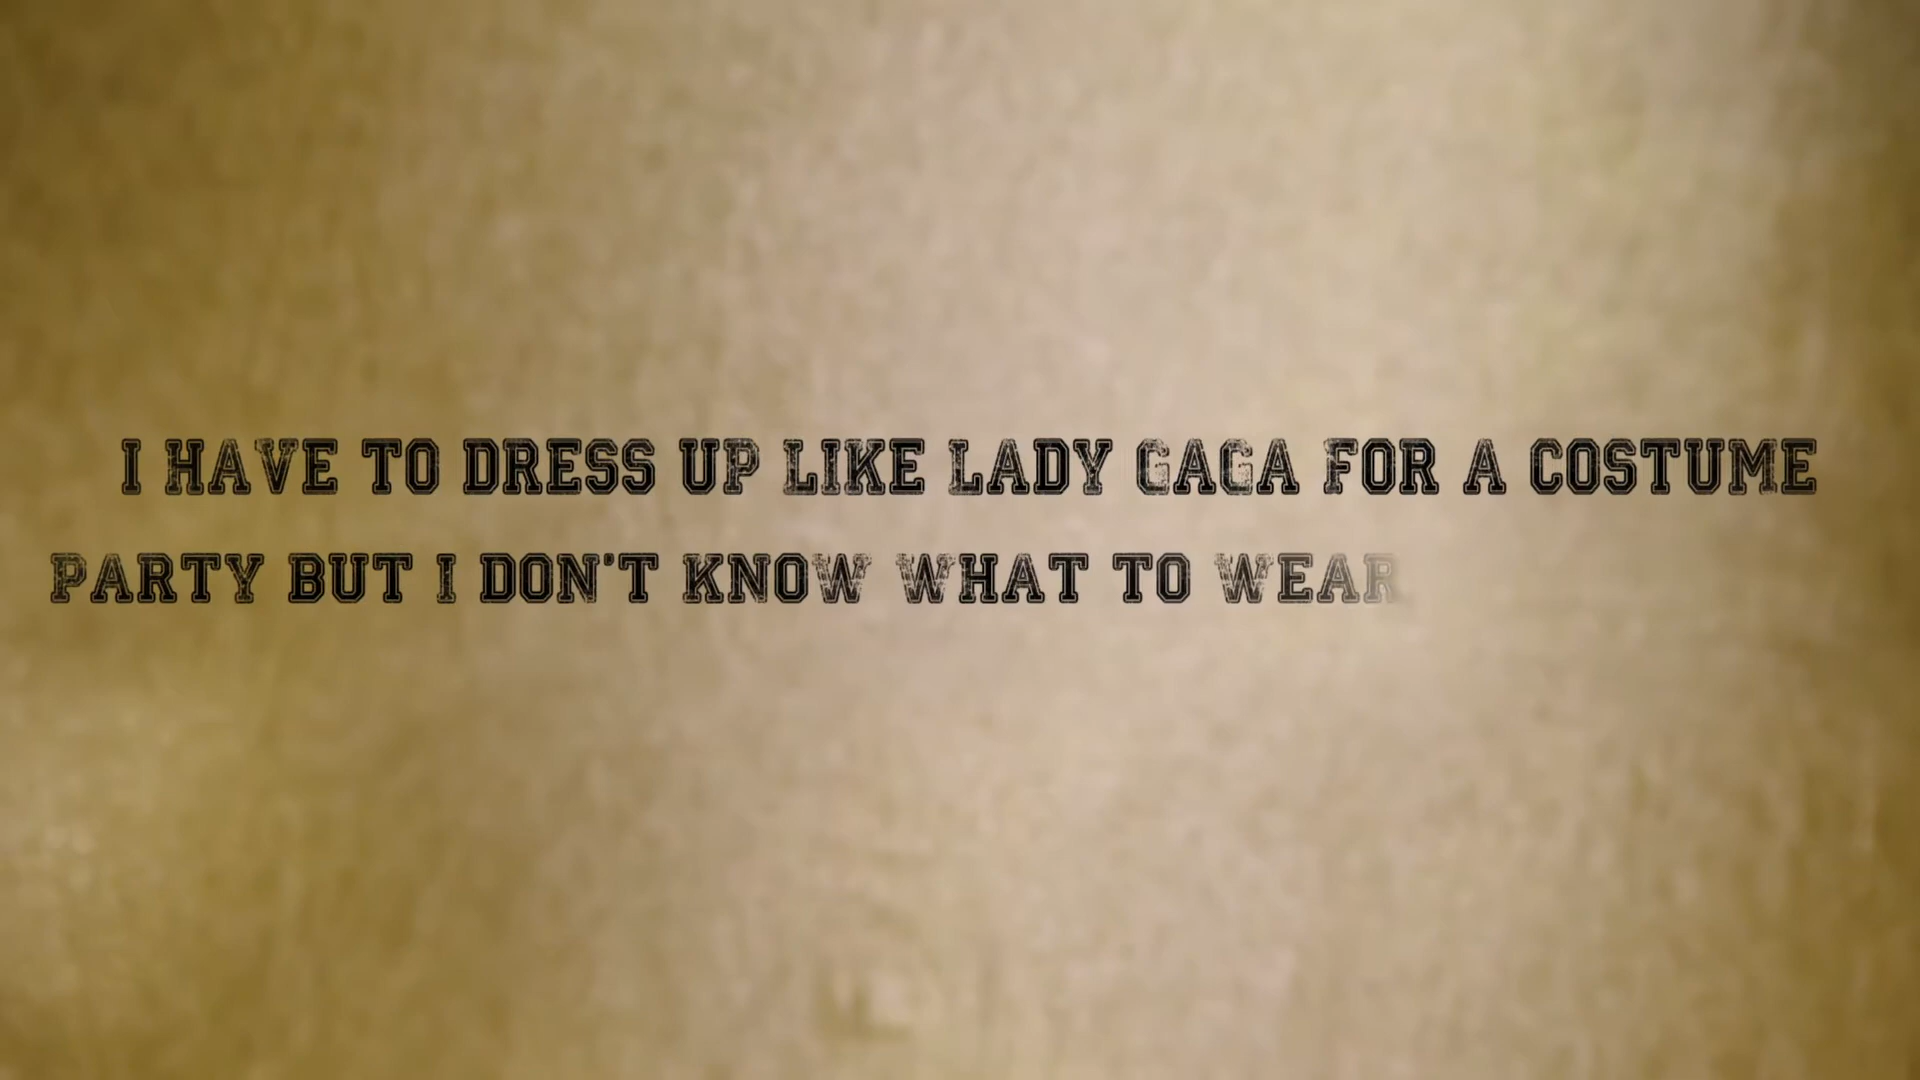 I HAVE TO DRESS UP LIKE LADY GAGA FOR A COSTUME
PARTY BUT I DON'T KNOW WHAT TO WEAR